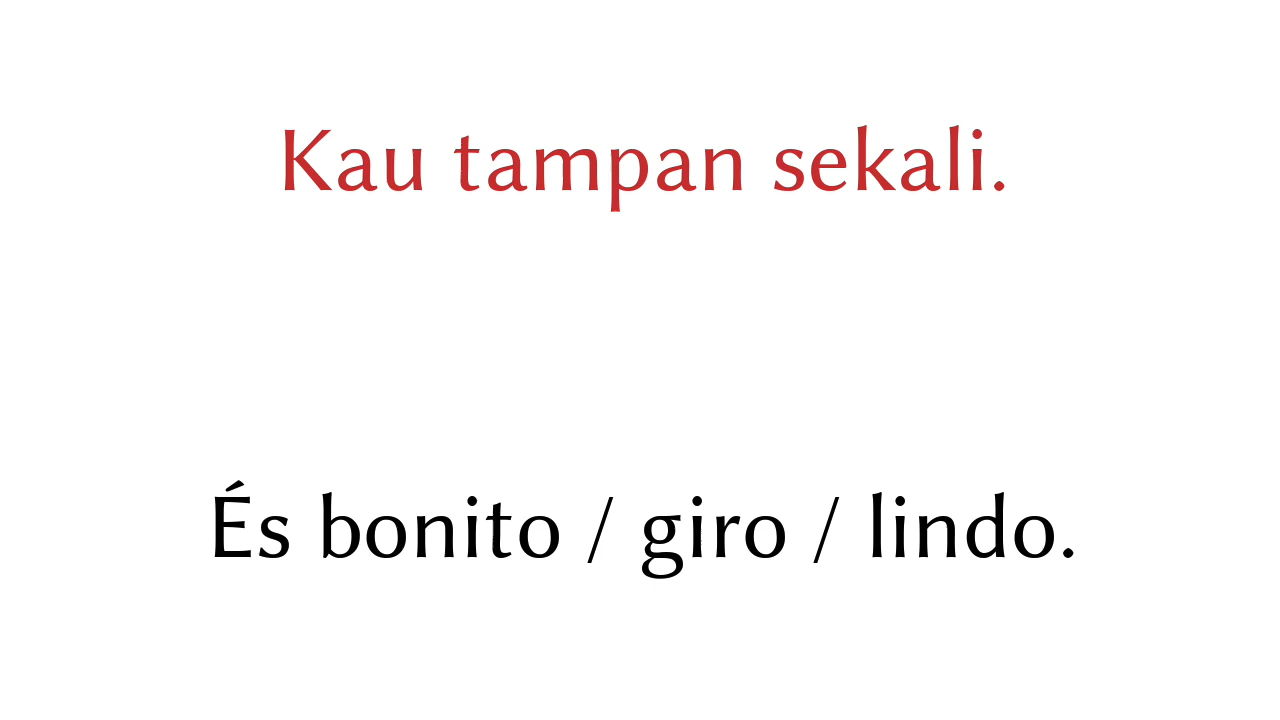 Kau tampan sekali.
És bonito / giro / lindo.